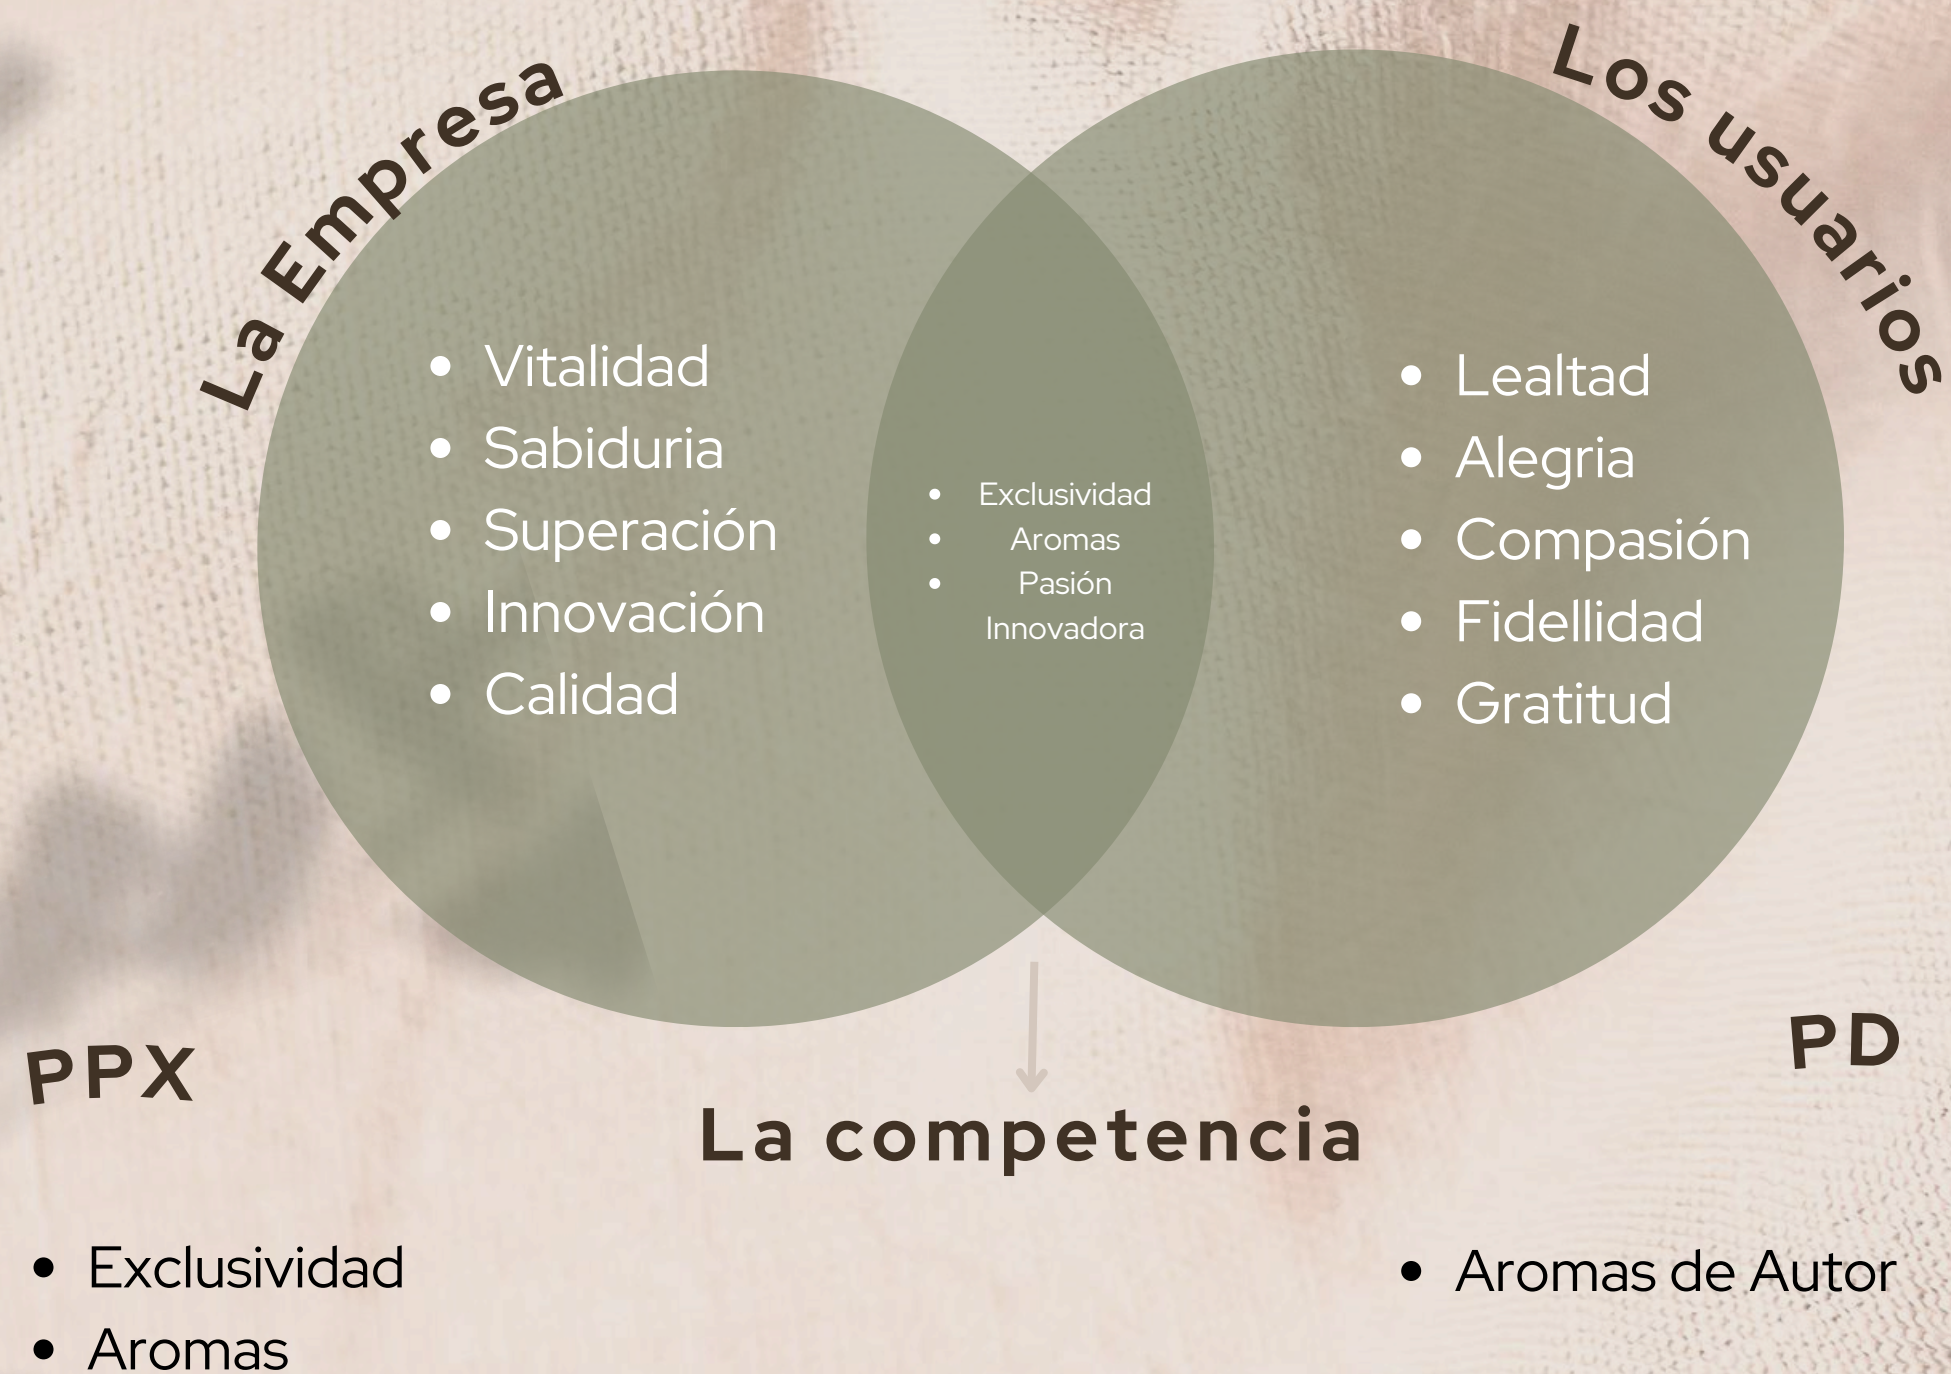 La Empresa
Los usuarios
• Vitalidad
• Sabiduria
• Superación
• Innovación
• Calidad
• Exclusividad
• Aromas
• Pasión
Innovadora
• Lealtad
• Alegria
• Compasión
• Fidellidad
• Gratitud
PPX
PD
La competencia
• Exclusividad
• Aromas
• Aromas de Autor